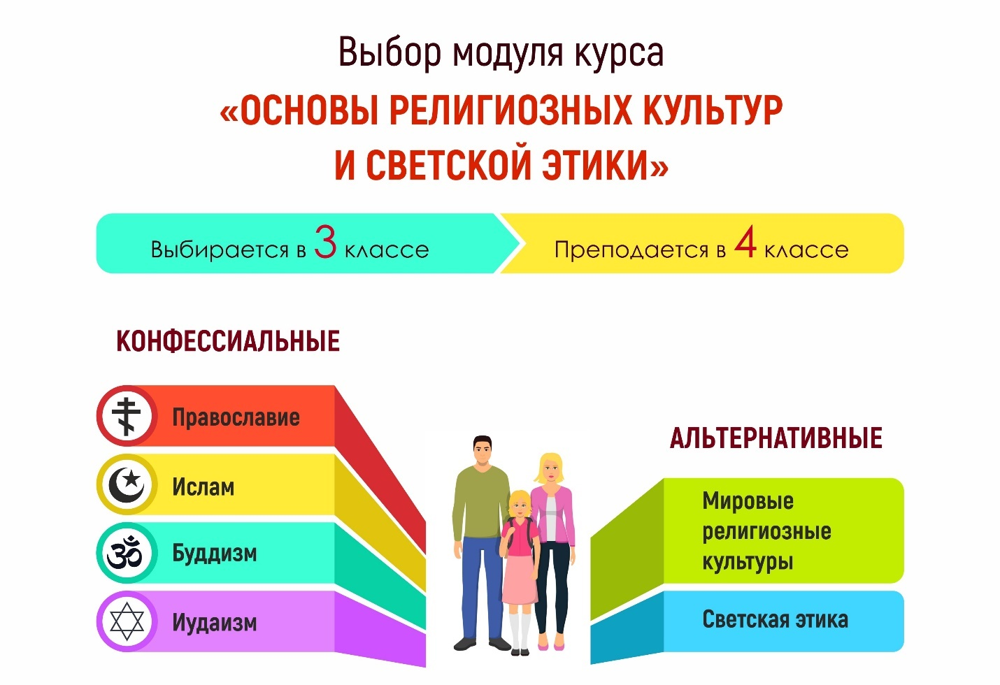 Выбор модуля курса
«ОСНОВЫ РЕЛИГИОЗНЫХ КУЛЬТУР
И СВЕТСКОЙ ЭТИКИ»
Выбирается в 3 классе
Преподается в 4 классе
КОНФЕССИАЛЬНЫЕ
Православие
Ислам
Буддизм
Иудаизм
АЛЬТЕРНАТИВНЫЕ
Мировые
религиозные
культуры
Светская этика